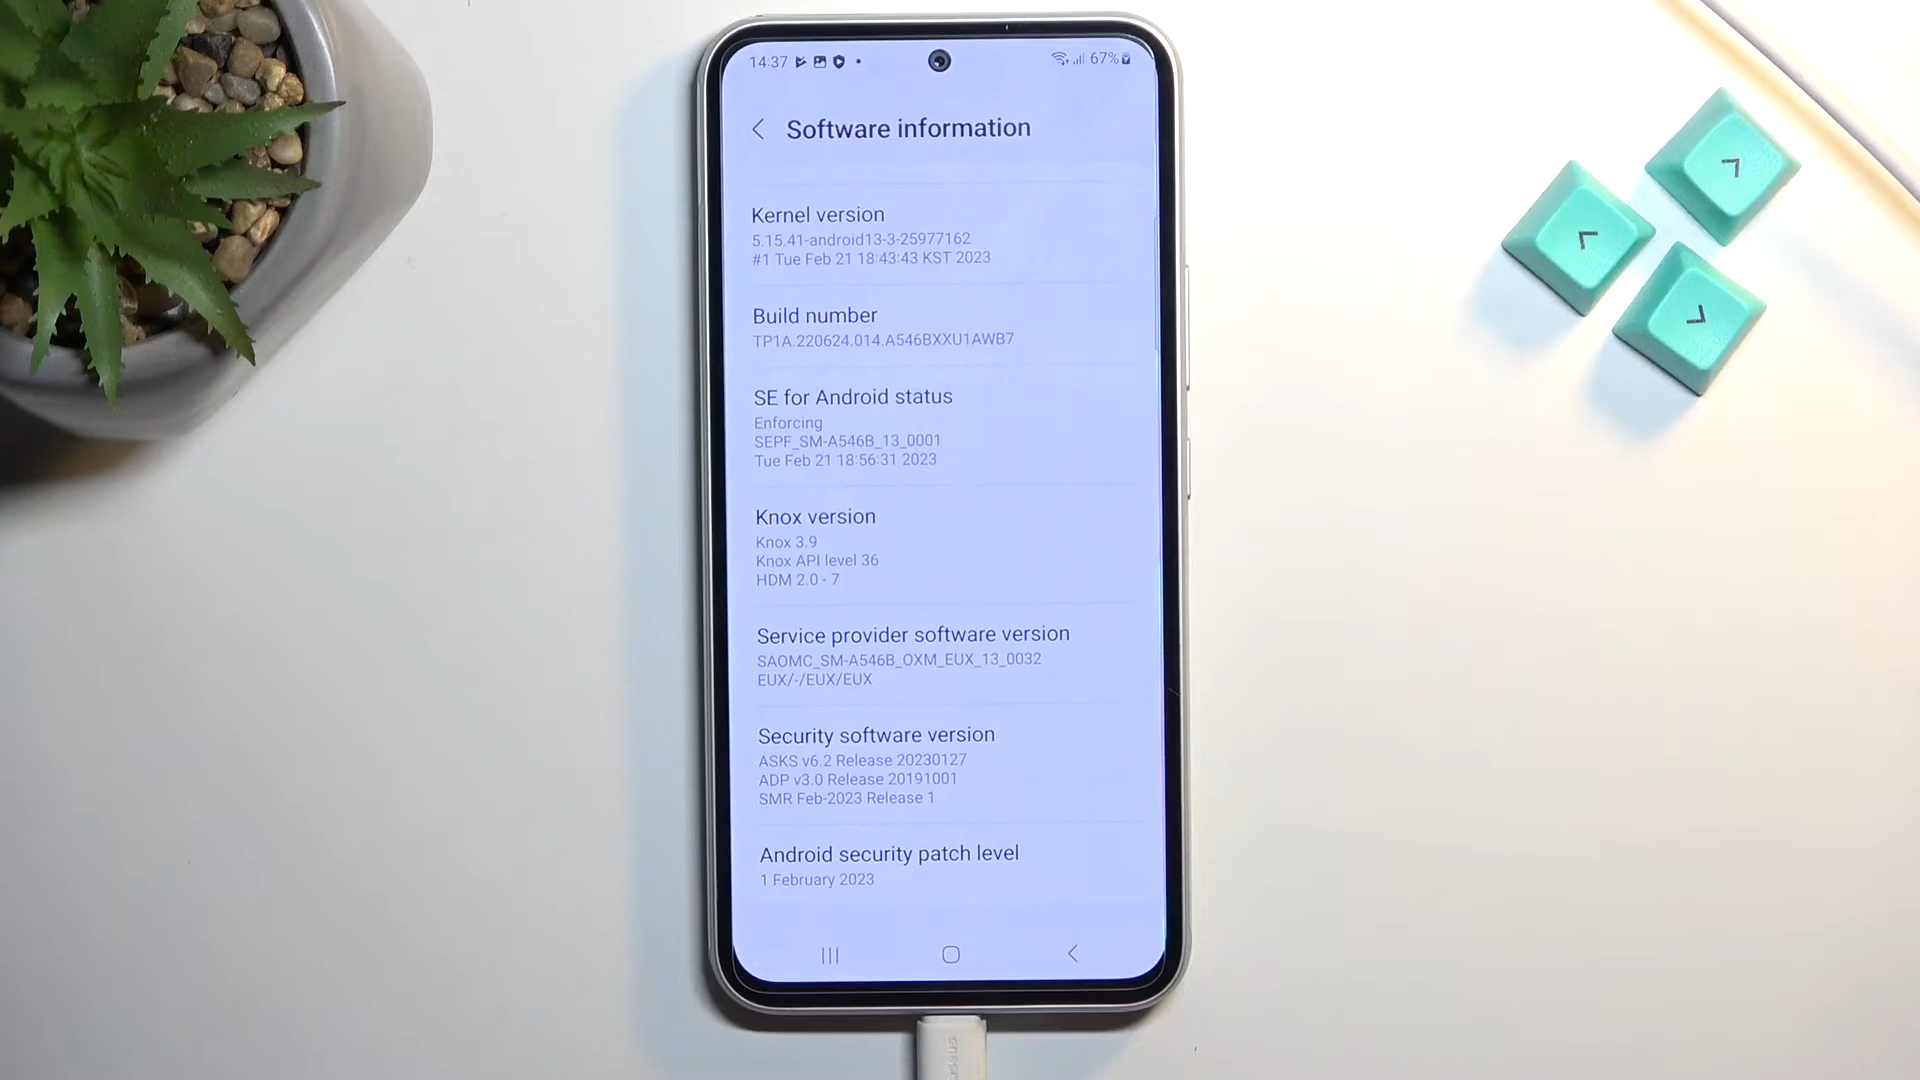 14:37
67%
Software information
Kernel version
5.15.41-android13-3-25977162
#1 Tue Feb 21 18:43:43 KST 2023
Build number
TP1A.220624.014.A546BXXU1AWB7
SE for Android status
Enforcing
SEPF_SM-A546B_13_0001
Tue Feb 21 18:56:31 2023
Knox version
Knox 3.9
Knox API level 36
HDM 2.0 - 7
Service provider software version
SAOMC_SM-A546B_OXM_EUX_13_0032
EUX/-/EUX/EUX
Security software version
ASKS v6.2 Release 20230127
ADP v3.0 Release 20191001
SMR Feb-2023 Release 1
Android security patch level
1 February 2023